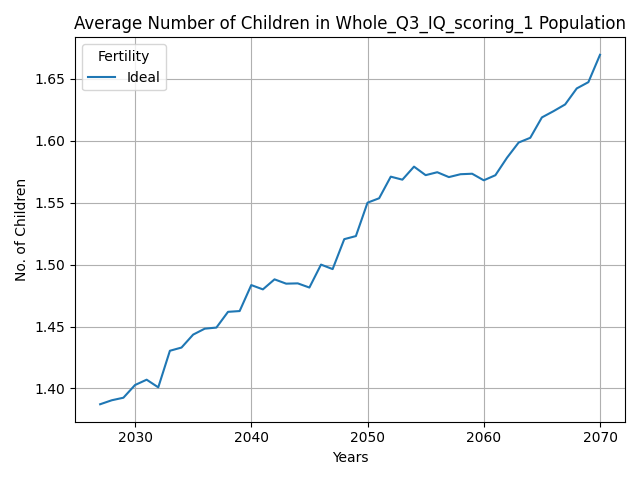 Average Number of Children in Whole_Q3_IQ_scoring_1 Population
Fertility
Ideal
No. of Children
1.65
1.60
1.55
1.50
1.45
1.40
2030 2040 2050 2060 2070
Years